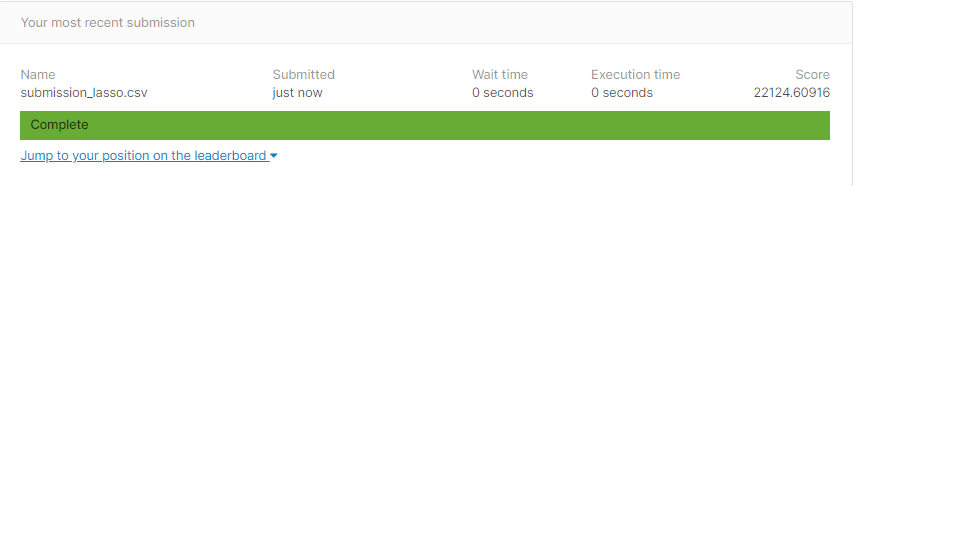 Your most recent submission
Name Submitted Wait time Execution time Score
submission_lasso.csv just now 0 seconds 0 seconds 22124.60916
Complete
Jump to your position on the leaderboard